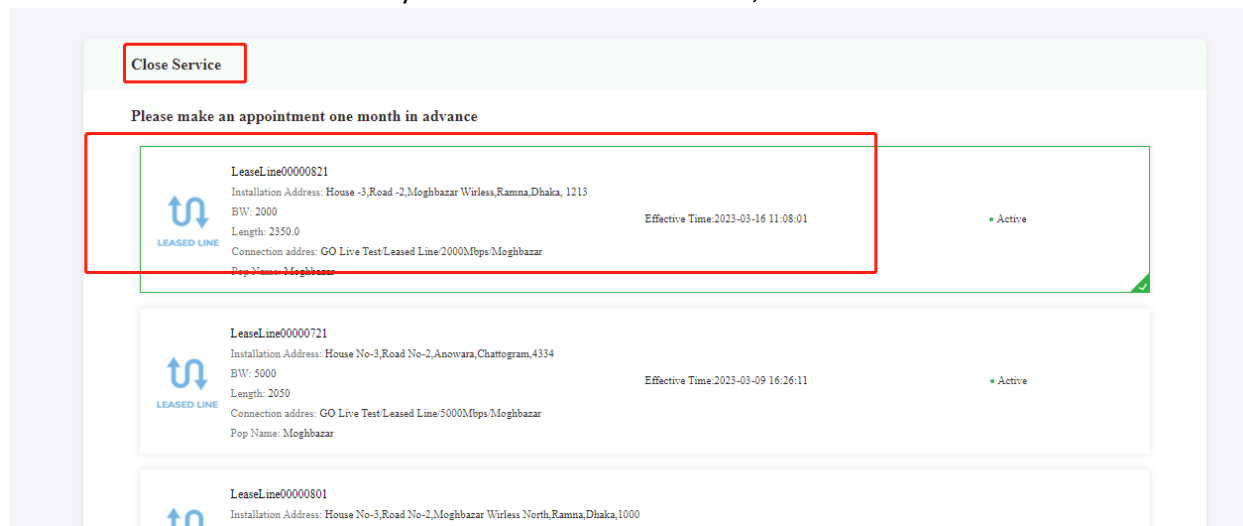 Close Service
Please make an appointment one month in advance
LeaseLine00000821
Installation Address: House -3,Road -2,Moghbazar Wirless,Ramna,Dhaka, 1213
BW: 2000
Length: 2350.0
Connection addres: GO Live Test/Leased Line/2000Mbps/Moghbazar
Pop Name: Moghbazar
LEASED LINE
Effective Time:2023-03-16 11:08:01
Active
LeaseLine00000721
Installation Address: House No-3,Road No-2,Anowara,Chattogram,4334
BW: 5000
Length: 2050
Connection addres: GO Live Test/Leased Line/5000Mbps/Moghbazar
Pop Name: Moghbazar
LEASED LINE
Effective Time:2023-03-09 16:26:11
Active
LeaseLine00000801
Installation Address: House No-3,Road No-2,Moghbazar Wirless North,Ramna,Dhaka,1000